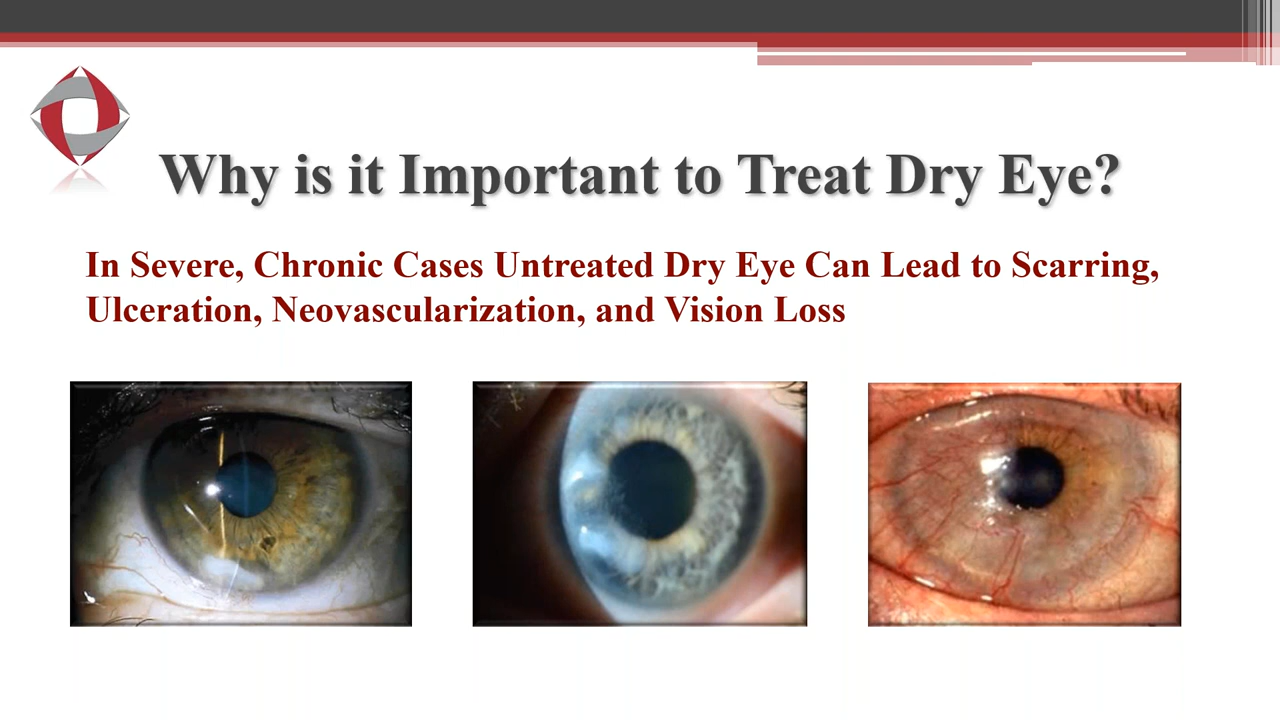 Why is it Important to Treat Dry Eye?
In Severe, Chronic Cases Untreated Dry Eye Can Lead to Scarring,
Ulceration, Neovascularization, and Vision Loss